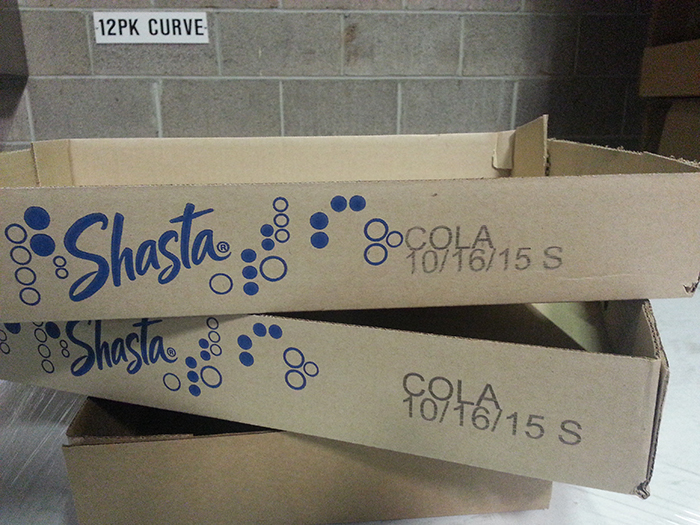 12PK CURVE
Shasta®
COLA
10/16/15 S
Shasta®
COLA
10/16/15 S